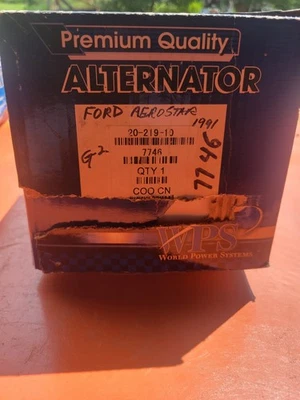 Premium Quality
ALTERNATOR
FORD AEROSTAR
1991
20-219-10
G2
7746
7746
QTY 1
COO CN
WPS
WORLD POWER SYSTEMS